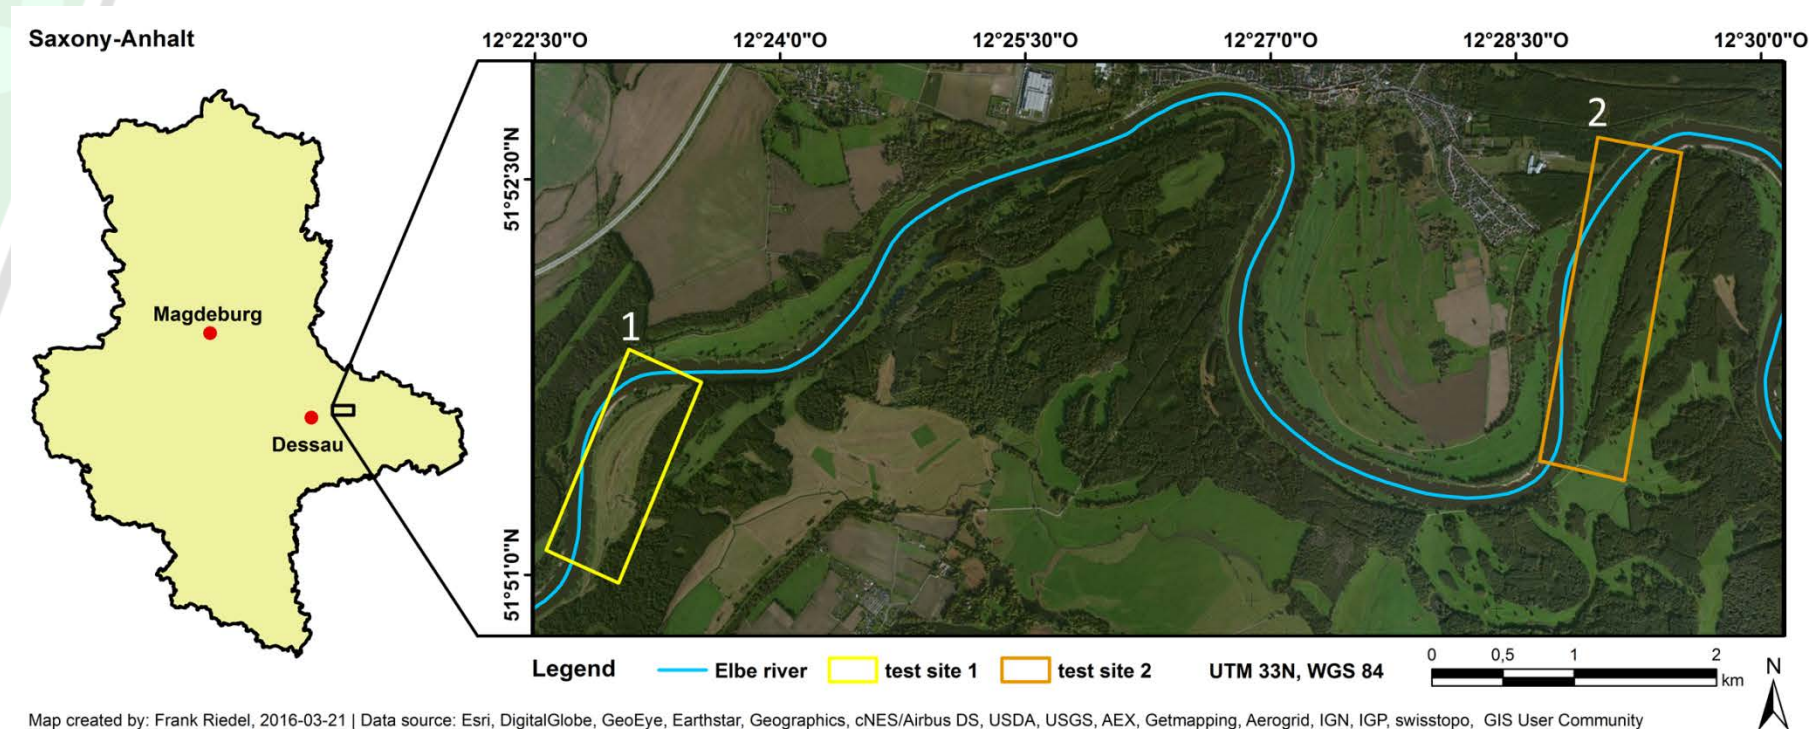 Saxony-Anhalt
12°22'30"O 12°24'0"O 12°25'30"O 12°27'0"O 12°28'30"O 12°30'0"O
51°52'30"N
51°51'0"N
1
2
Magdeburg
Dessau
Legend Elbe river test site 1 test site 2 UTM 33N, WGS 84
0 0,5 1 2
km
N
Map created by: Frank Riedel, 2016-03-21 | Data source: Esri, DigitalGlobe, GeoEye, Earthstar, Geographics, cNES/Airbus DS, USDA, USGS, AEX, Getmapping, Aerogrid, IGN, IGP, swisstopo, GIS User Community